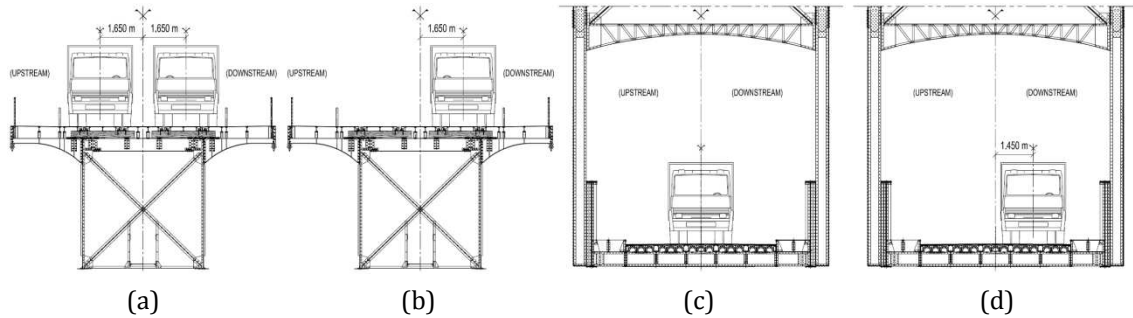 1,650 m 1,650 m
(UPSTREAM)
(DOWNSTREAM)
(a)
1,650 m
(UPSTREAM)
(DOWNSTREAM)
(b)
(UPSTREAM)
(DOWNSTREAM)
(c)
(UPSTREAM)
(DOWNSTREAM)
1,450 m
(d)